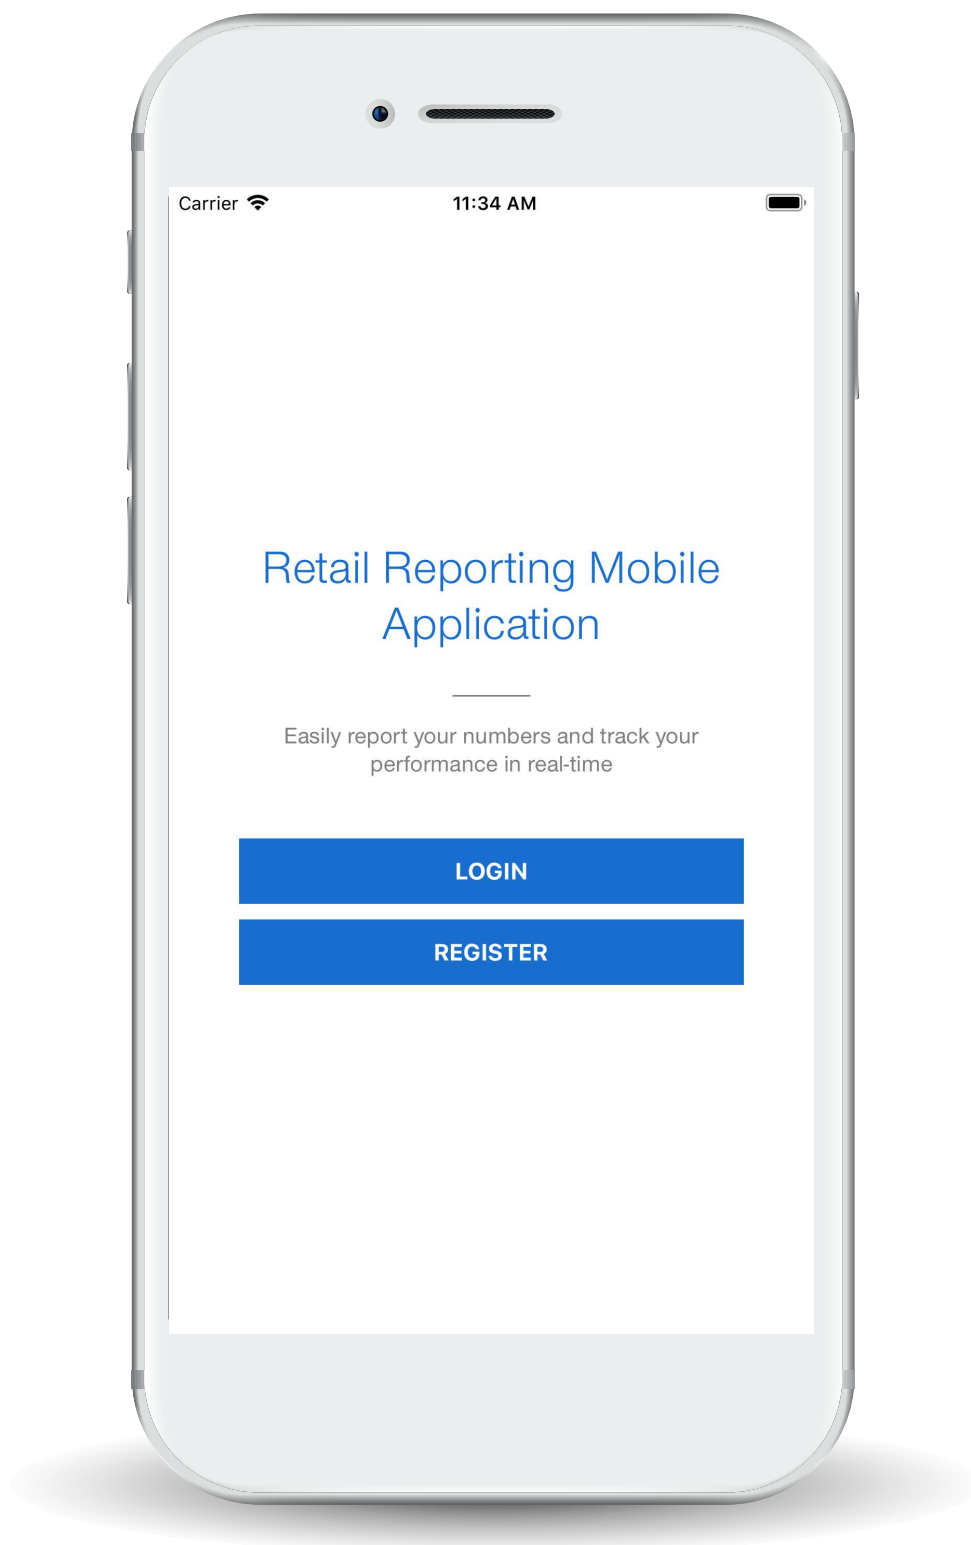 Carrier
11:34 AM
Retail Reporting Mobile
Application
Easily report your numbers and track your
performance in real-time
LOGIN
REGISTER